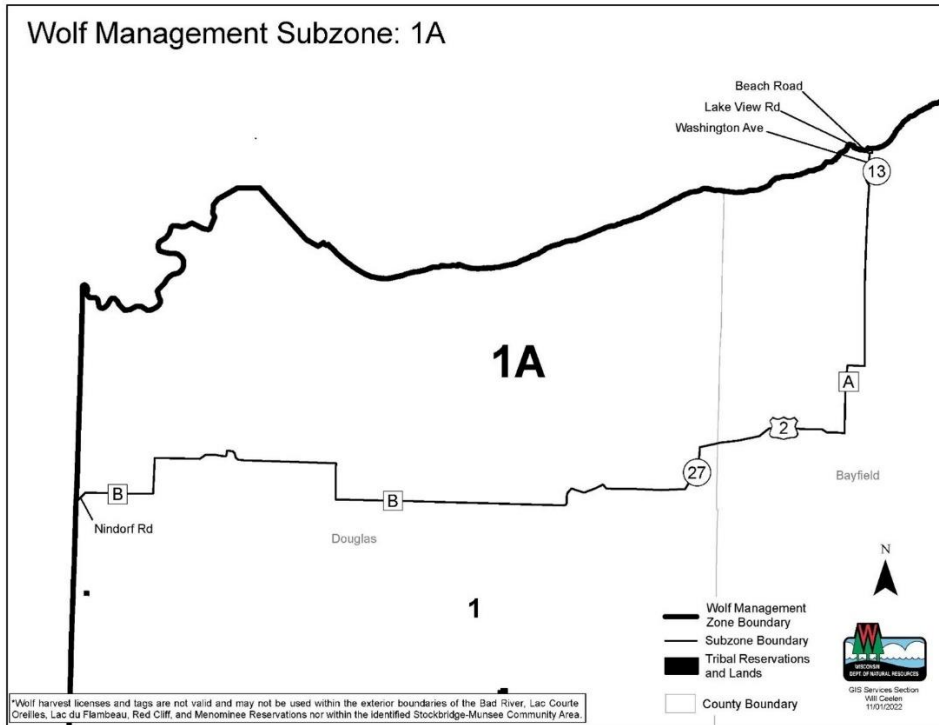 Wolf Management Subzone: 1A
Beach Road
Lake View Rd
Washington Ave
13
1A
A
2
27
Bayfield
B
B
Nindorf Rd
Douglas
N
1
Wolf Management
Zone Boundary
Subzone Boundary
Tribal Reservations
and Lands
County Boundary
W
WISCONSIN
DEPT. OF NATURAL RESOURCES
GIS Services Section
Will Ceelen
11/01/2022
*Wolf harvest licenses and tags are not valid and may not be used within the exterior boundaries of the Bad River, Lac Courte
Oreilles, Lac du Flambeau, Red Cliff, and Menominee Reservations nor within the identified Stockbridge-Munsee Community Area.